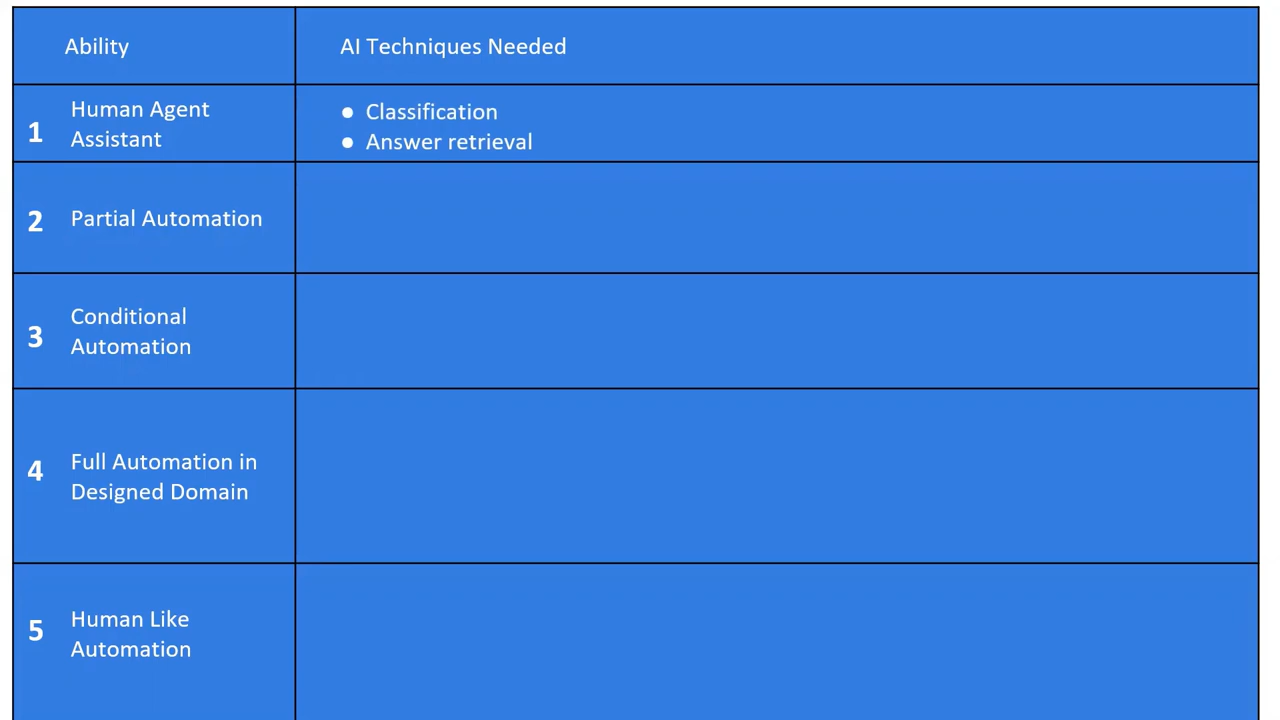 Ability
AI Techniques Needed
1
Human Agent
Assistant
● Classification
● Answer retrieval
2
Partial Automation
3
Conditional
Automation
4
Full Automation in
Designed Domain
5
Human Like
Automation